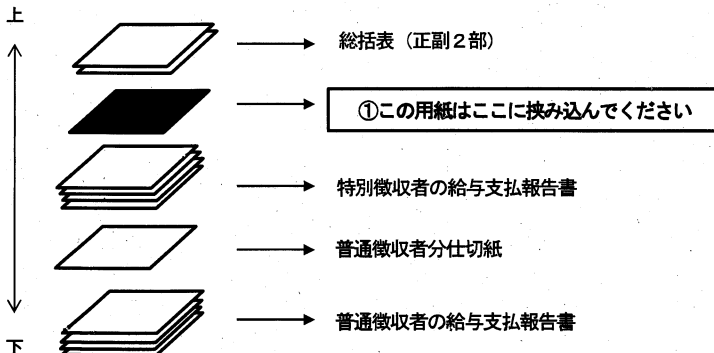 上
総括表（正副２部）
①この用紙はここに挟み込んでください
特別徴収者の給与支払報告書
普通徴収者分仕切紙
普通徴収者の給与支払報告書
下